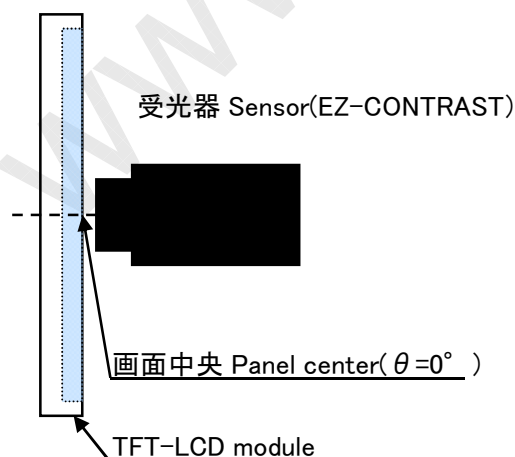 受光器 Sensor(EZ-CONTRAST)
画面中央 Panel center(θ=0°)
TFT-LCD module